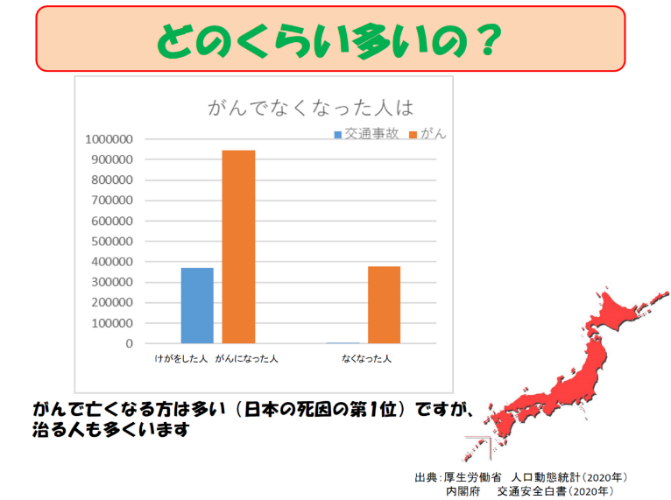 どのくらい多いの？
がんでなくなった人は
交通事故 がん
1000000
900000
800000
700000
600000
500000
400000
300000
200000
100000
0
けがをした人 がんになった人 なくなった人
がんで亡くなる方は多い（日本の死因の第1位）ですが、
治る人も多くいます
出典：厚生労働省 人口動態統計（2020年）
内閣府 交通安全白書（2020年）